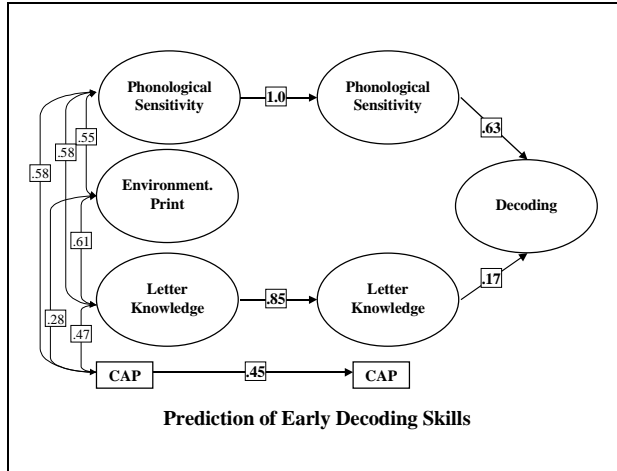 Phonological
Sensitivity
1.0
Phonological
Sensitivity
.63
.55
.58
.58
Environment.
Print
Decoding
.61
Letter
Knowledge
.85
Letter
Knowledge
.17
.28
.47
CAP
.45
CAP
Prediction of Early Decoding Skills